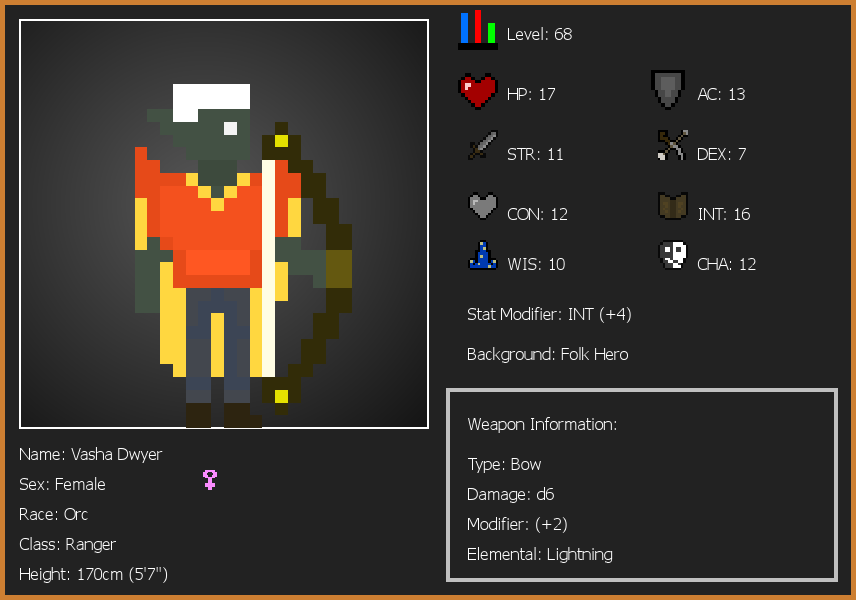 Level: 68
HP: 17
AC: 13
STR: 11
DEX: 7
CON: 12
INT: 16
WIS: 10
CHA: 12
Stat Modifier: INT (+4)
Background: Folk Hero
Weapon Information:
Type: Bow
Damage: d6
Modifier: (+2)
Elemental: Lightning
Name: Vasha Dwyer
Sex: Female
Race: Orc
Class: Ranger
Height: 170cm (5'7")